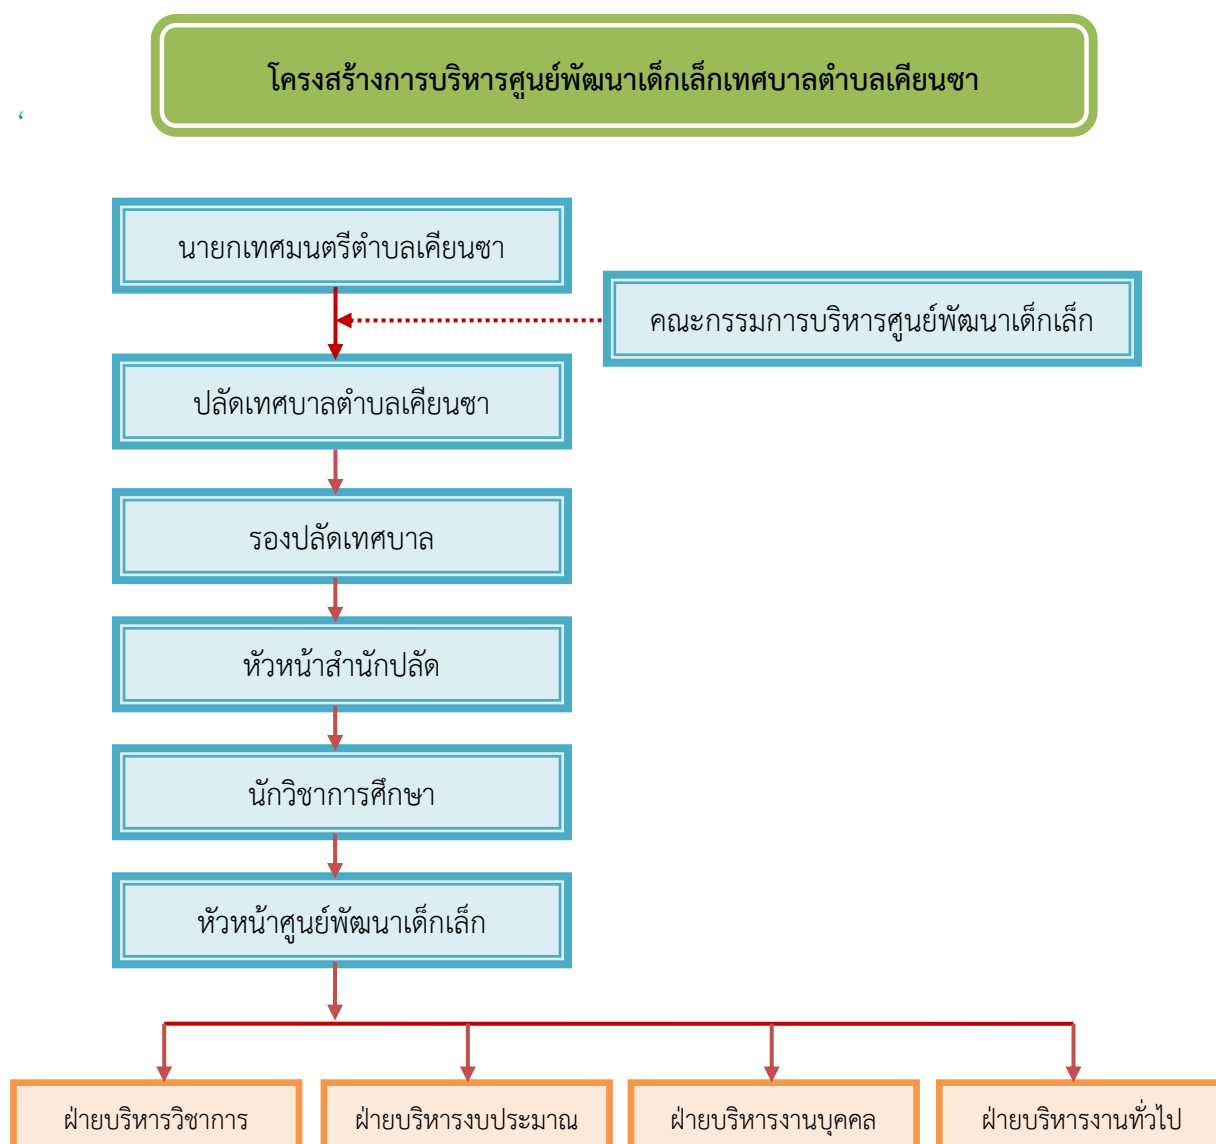 โครงสร้างการบริหารศูนย์พัฒนาเด็กเล็กเทศบาลตำบลเคียนซา
‘
นายกเทศมนตรีตำบลเคียนซา
คณะกรรมการบริหารศูนย์พัฒนาเด็กเล็ก
ปลัดเทศบาลตำบลเคียนซา
รองปลัดเทศบาล
หัวหน้าสำนักปลัด
นักวิชาการศึกษา
หัวหน้าศูนย์พัฒนาเด็กเล็ก
ฝ่ายบริหารวิชาการ
ฝ่ายบริหารงบประมาณ
ฝ่ายบริหารงานบุคคล
ฝ่ายบริหารงานทั่วไป